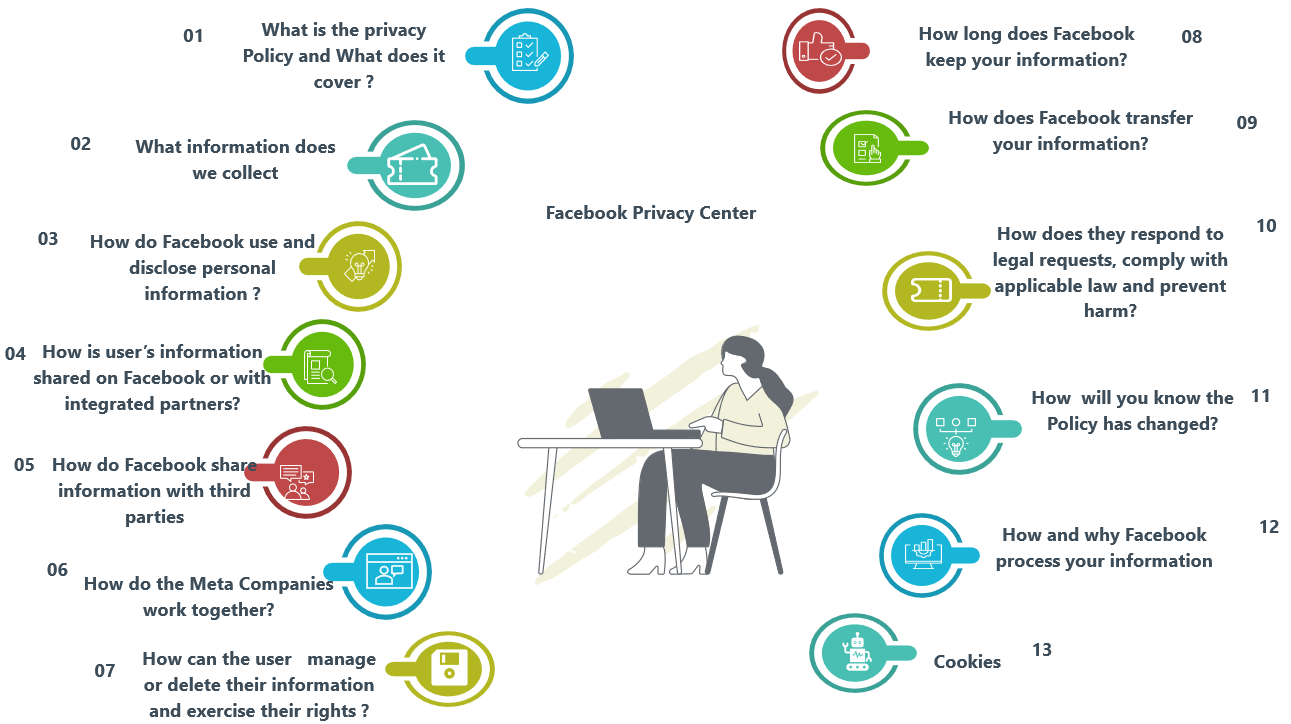 01
What is the privacy
Policy and What does it
cover ?
02
What information does
we collect
03
How do Facebook use and
disclose personal
information ?
04
How is user’s information
shared on Facebook or with
integrated partners?
05
How do Facebook share
information with third
parties
06
How do the Meta Companies
work together?
07
How can the user manage
or delete their information
and exercise their rights ?
Facebook Privacy Center
How long does Facebook
keep your information?
08
How does Facebook transfer
your information?
09
How does they respond to
legal requests, comply with
applicable law and prevent
harm?
10
How will you know the
Policy has changed?
11
How and why Facebook
process your information
12
Cookies
13